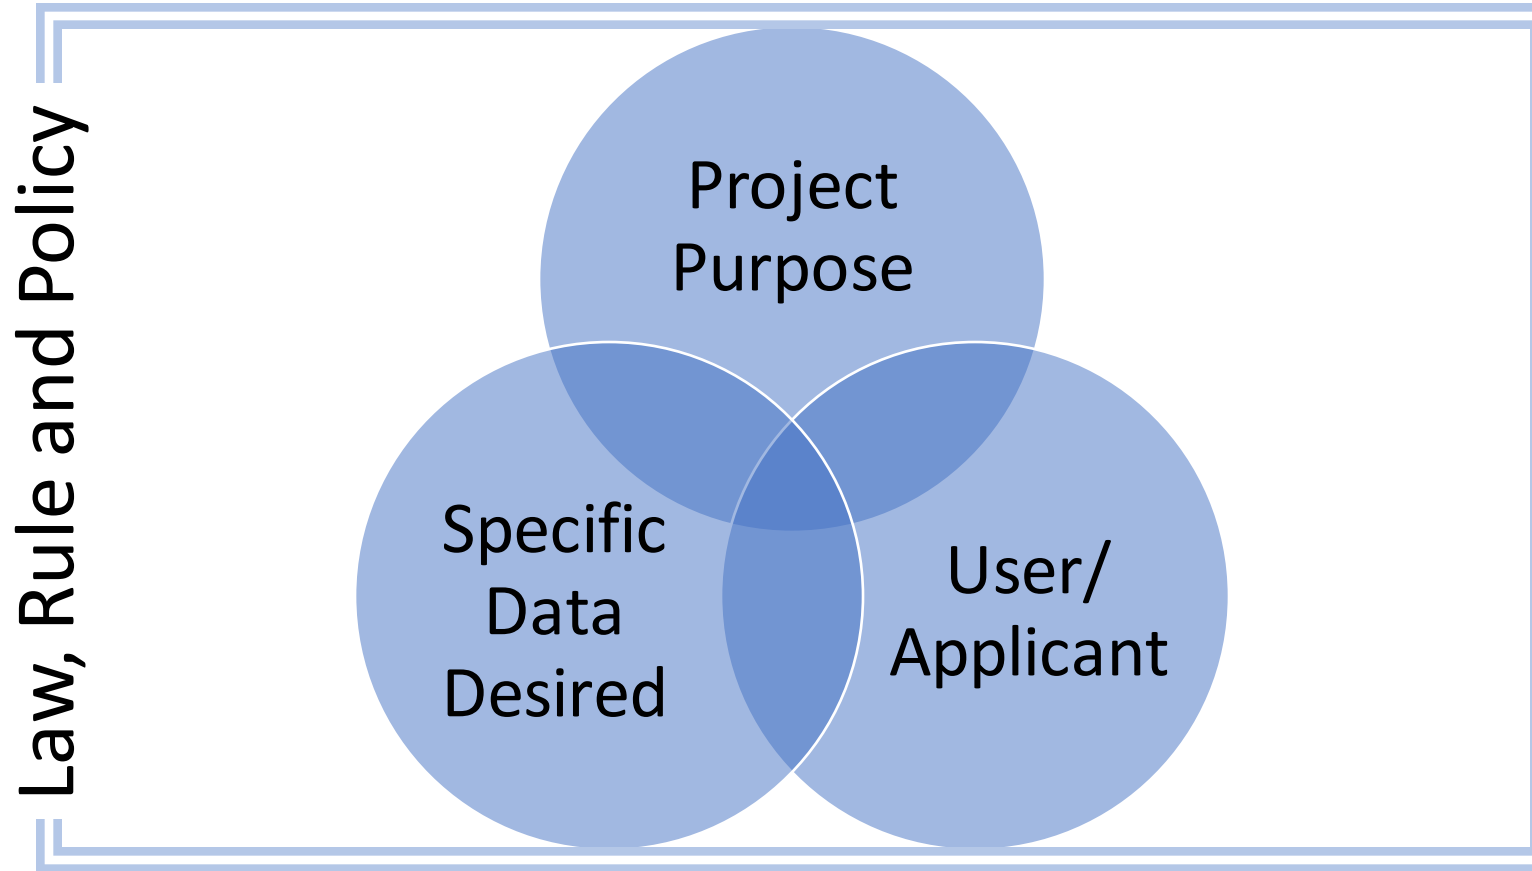 Law, Rule and Policy
Project
Purpose
Specific
Data
Desired
User/
Applicant